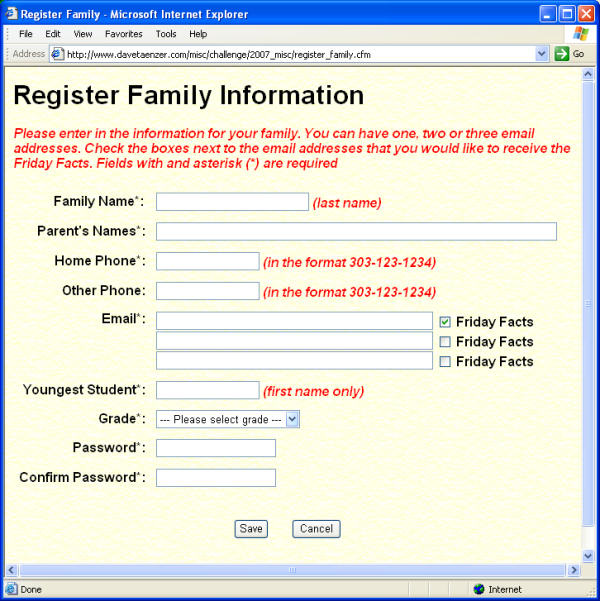 Register Family - Microsoft Internet Explorer
File Edit View Favorites Tools Help
Address http://www.davetaenzer.com/misc/challenge/2007_misc/register_family.cfm Go
Register Family Information
Please enter in the information for your family. You can have one, two or three email
addresses. Check the boxes next to the email addresses that you would like to receive the
Friday Facts. Fields with and asterisk (*) are required
Family Name*: (last name)
Parent's Names*:
Home Phone*: (in the format 303-123-1234)
Other Phone: (in the format 303-123-1234)
Email*: Friday Facts
Friday Facts
Friday Facts
Youngest Student*: (first name only)
Grade*: --- Please select grade ---
Password*:
Confirm Password*:
Save Cancel
Done Internet